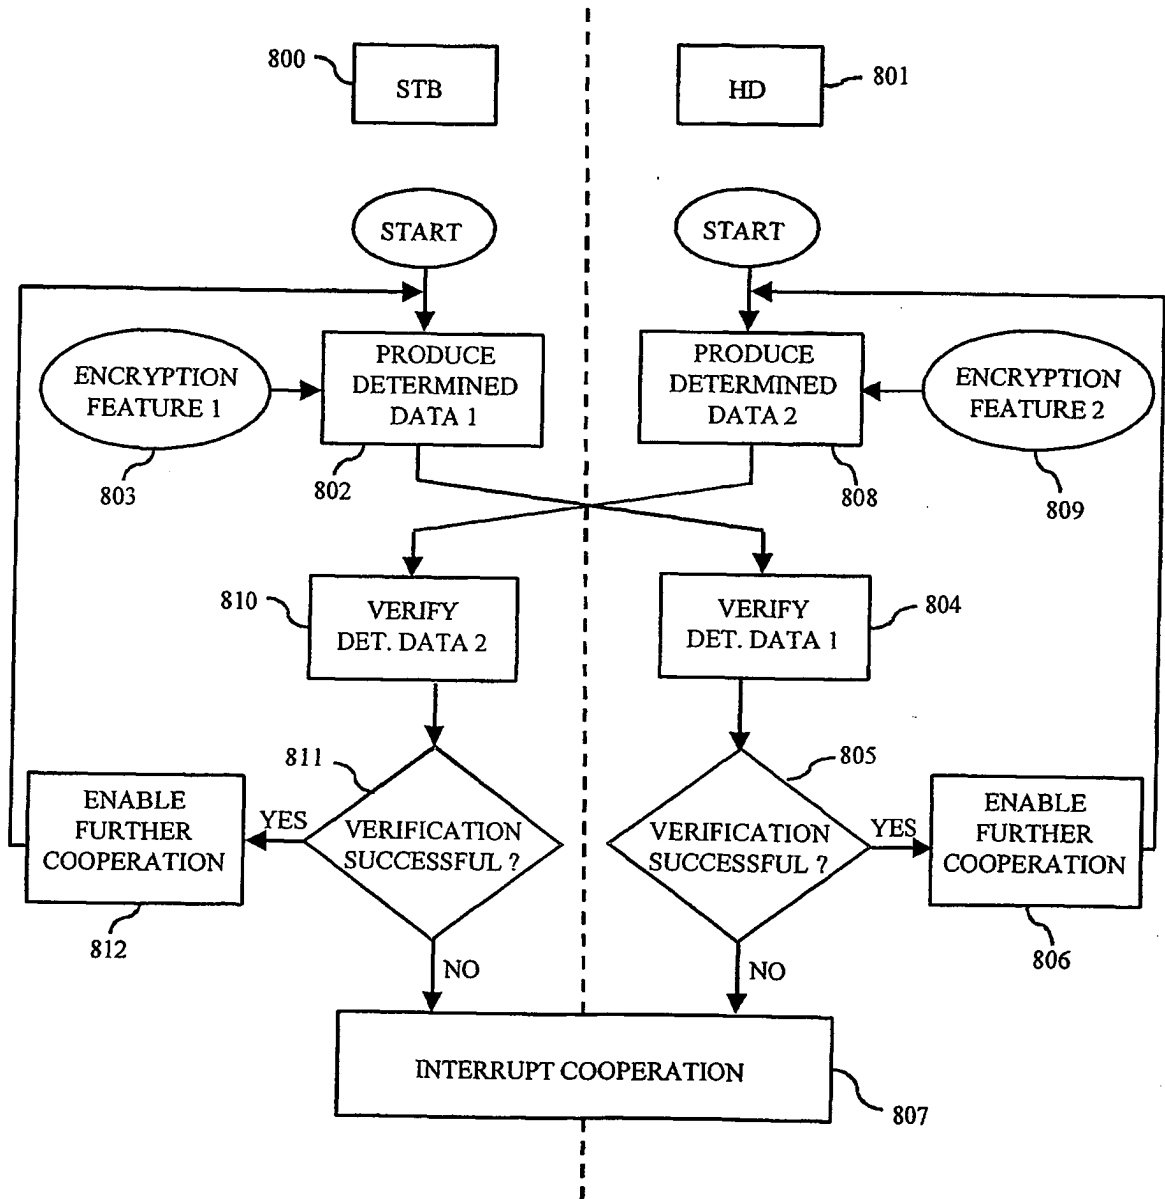 800
STB
HD
801
START
START
PRODUCE
DETERMINED
DATA 1
PRODUCE
DETERMINED
DATA 2
ENCRYPTION
FEATURE 1
ENCRYPTION
FEATURE 2
803
802
808
809
810
VERIFY
DET. DATA 2
VERIFY
DET. DATA 1
804
811
805
ENABLE
FURTHER
COOPERATION
YES
VERIFICATION
SUCCESSFUL ?
VERIFICATION
SUCCESSFUL ?
YES
ENABLE
FURTHER
COOPERATION
812
806
NO
NO
INTERRUPT COOPERATION
807